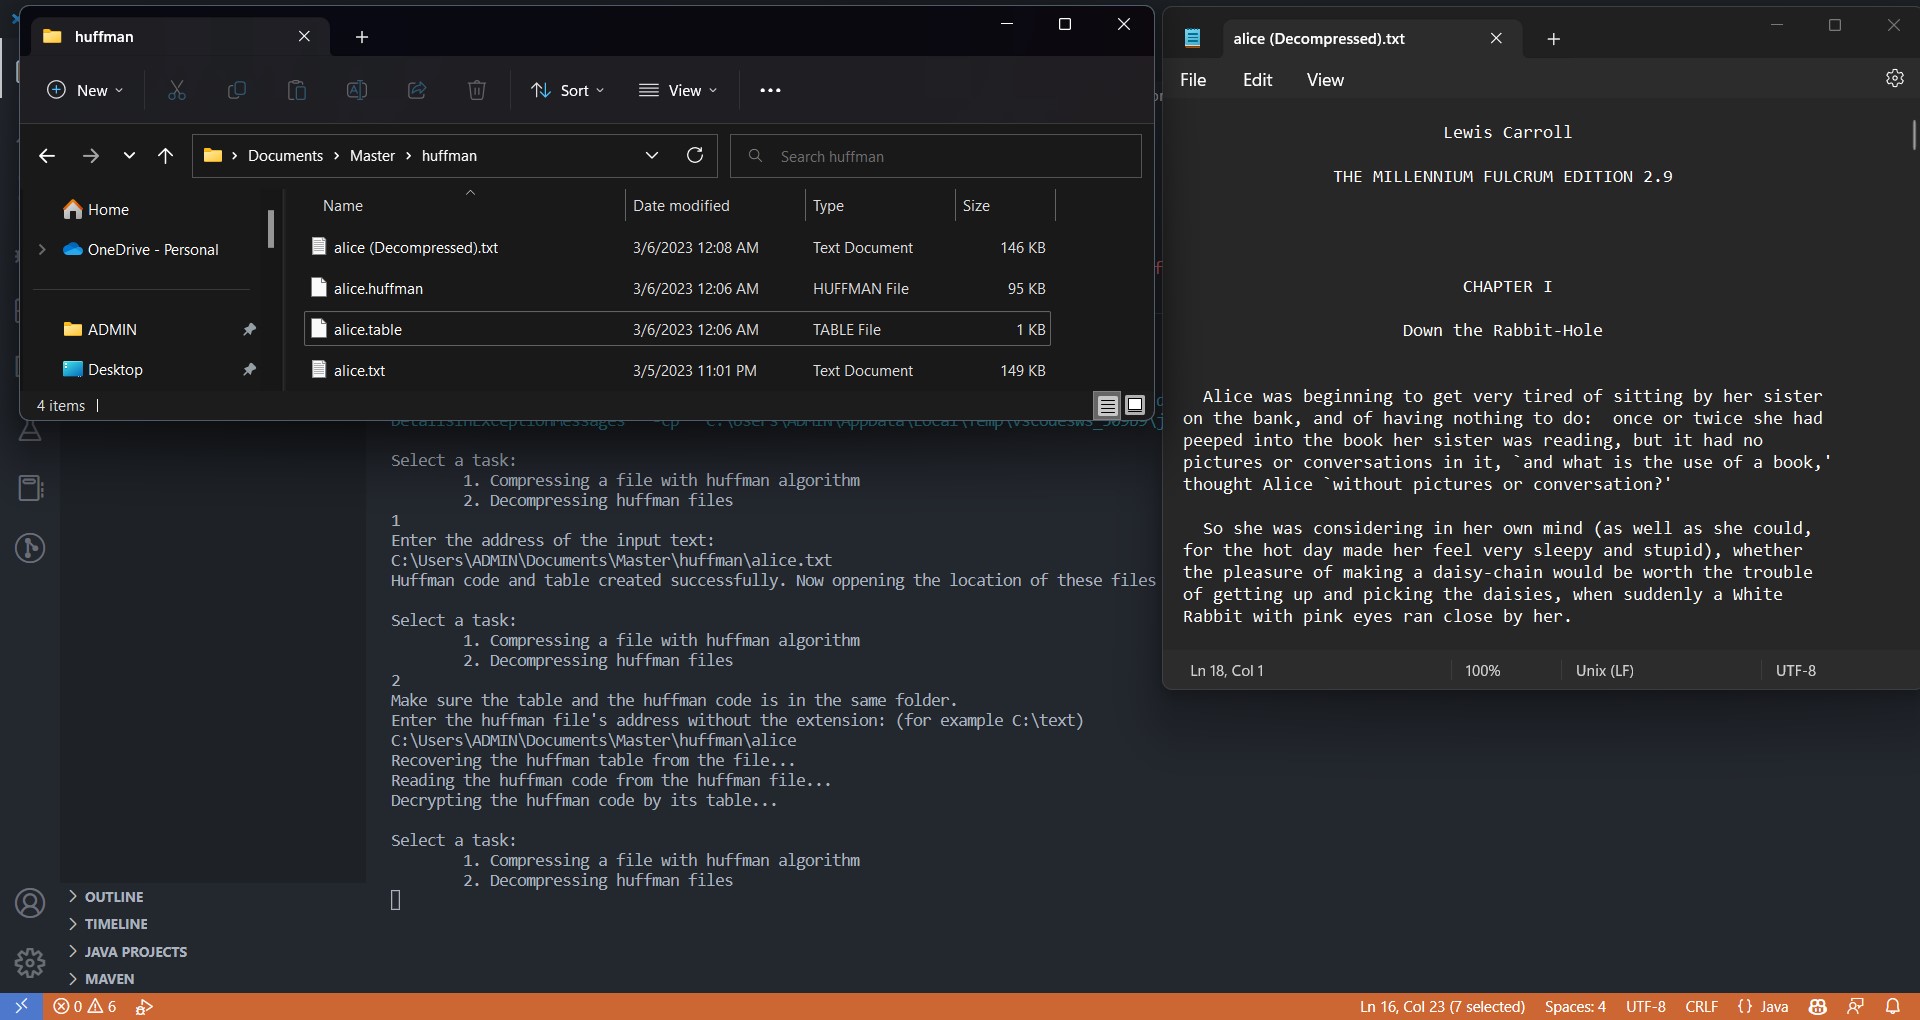 huffman
New
Sort
View
Documents > Master > huffman
Search huffman
Home
OneDrive - Personal
ADMIN
Desktop
Name Date modified Type Size
alice (Decompressed).txt 3/6/2023 12:08 AM Text Document 146 KB
alice.huffman 3/6/2023 12:06 AM HUFFMAN File 95 KB
alice.table 3/6/2023 12:06 AM TABLE File 1 KB
alice.txt 3/5/2023 11:01 PM Text Document 149 KB
4 items
alice (Decompressed).txt
File Edit View
Lewis Carroll
THE MILLENNIUM FULCRUM EDITION 2.9
CHAPTER I
Down the Rabbit-Hole
Alice was beginning to get very tired of sitting by her sister
on the bank, and of having nothing to do:  once or twice she had
peeped into the book her sister was reading, but it had no
pictures or conversations in it, `and what is the use of a book,'
thought Alice `without pictures or conversation?'
So she was considering in her own mind (as well as she could,
for the hot day made her feel very sleepy and stupid), whether
the pleasure of making a daisy-chain would be worth the trouble
of getting up and picking the daisies, when suddenly a White
Rabbit with pink eyes ran close by her.
Ln 18, Col 1 100% Unix (LF) UTF-8
Select a task:
1. Compressing a file with huffman algorithm
2. Decompressing huffman files
1
Enter the address of the input text:
C:\Users\ADMIN\Documents\Master\huffman\alice.txt
Huffman code and table created successfully. Now oppening the location of these files
Select a task:
1. Compressing a file with huffman algorithm
2. Decompressing huffman files
2
Make sure the table and the huffman code is in the same folder.
Enter the huffman file's address without the extension: (for example C:\text)
C:\Users\ADMIN\Documents\Master\huffman\alice
Recovering the huffman table from the file...
Reading the huffman code from the huffman file...
Decrypting the huffman code by its table...
Select a task:
1. Compressing a file with huffman algorithm
2. Decompressing huffman files
OUTLINE
TIMELINE
JAVA PROJECTS
MAVEN
0 6
Ln 16, Col 23 (7 selected) Spaces: 4 UTF-8 CRLF {} Java